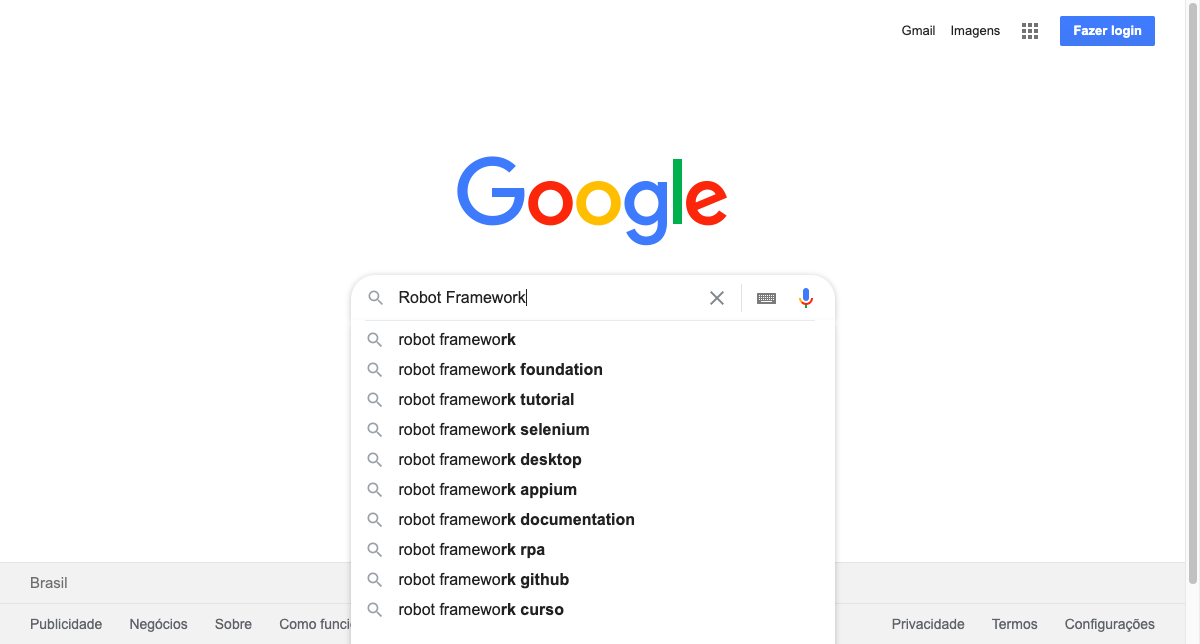 Gmail Imagens Fazer login
Google
Robot Framework
robot framework
robot framework foundation
robot framework tutorial
robot framework selenium
robot framework desktop
robot framework appium
robot framework documentation
robot framework rpa
robot framework github
robot framework curso
Brasil
Publicidade Negócios Sobre Como Privacidade Termos Configurações